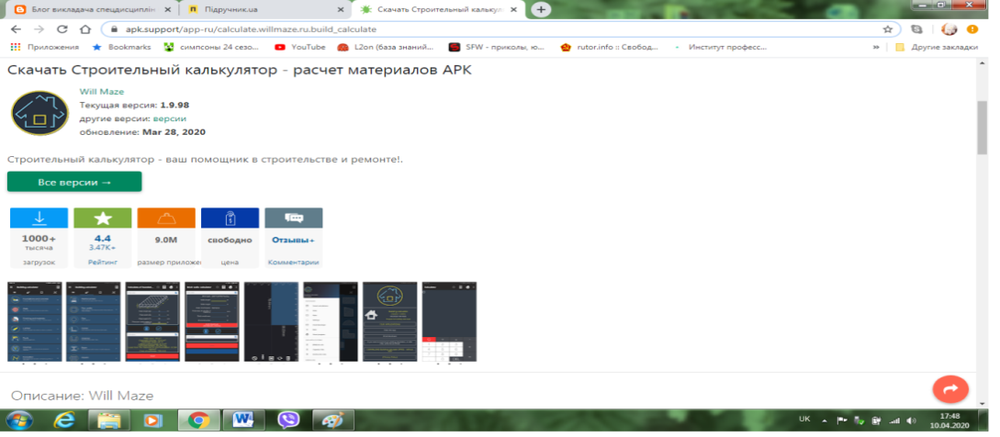 Блог викладача спецдисциплін
Підручник.ua
Скачать Строительный калькул
apk.support/app-ru/calculate.willmaze.ru.build_calculate
Приложения
Bookmarks
симпсоны 24 сезо...
YouTube
L2on (база знаний...
SFW - приколы, ю...
rutor.info :: Свобод...
Институт професс...
»
Другие закладки
Скачать Строительный калькулятор - расчет материалов APK
Will Maze
Текущая версия: 1.9.98
другие версии: версии
обновление: Mar 28, 2020
Строительный калькулятор - ваш помощник в строительстве и ремонте!.
Все версии →
1000+
тысяча
загрузок
4.4
3.47K+
Рейтинг
9.0M
размер приложе
свободно
цена
Отзывы+
Комментарии
Описание: Will Maze
UK
17:48
10.04.2020